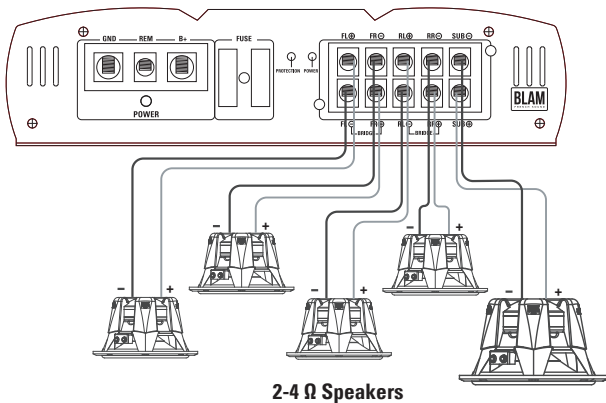 GND REM B+
FUSE
FL⊕ FR⊖ RL⊕ RR⊖ SUB⊖
PROTECTION POWER
POWER
FL⊖ FR⊕ RL⊖ RR⊕ SUB⊕
BRIDGE BRIDGE
BLAM
- +
- +
- +
- +
- +
2-4 Ω Speakers